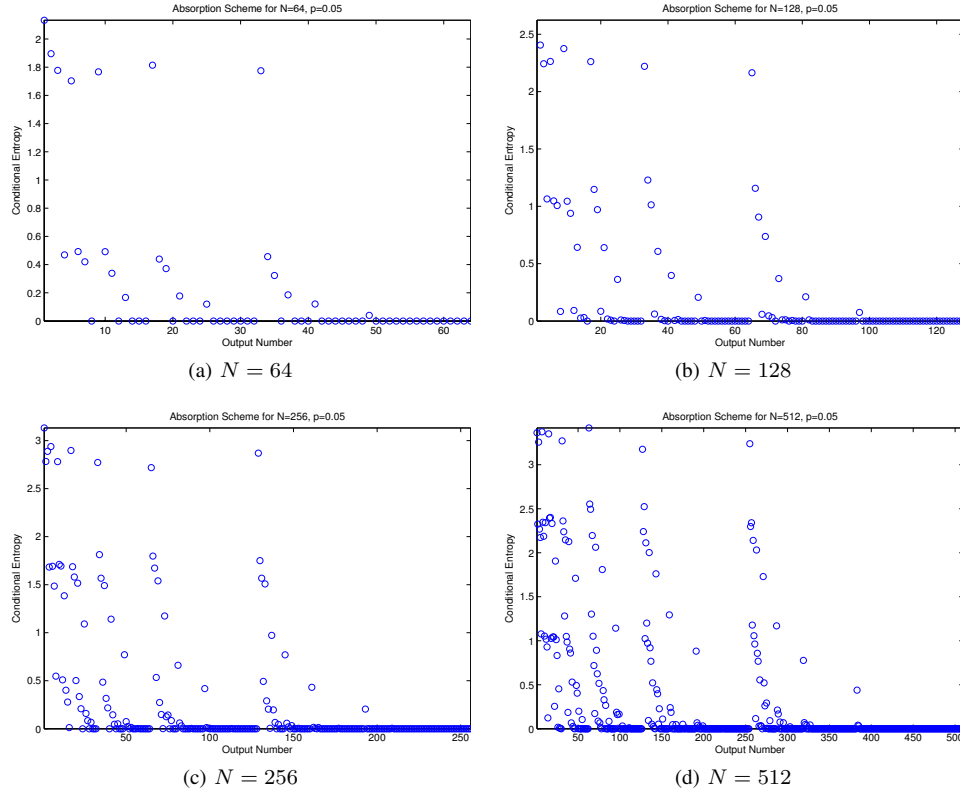 Absorption Scheme for N=64, p=0.05
2
1.8
1.6
1.4
1.2
1
0.8
0.6
0.4
0.2
0
Conditional Entropy
10 20 30 40 50 60
Output Number
(a) N = 64
Absorption Scheme for N=128, p=0.05
2.5
2
1.5
1
0.5
0
Conditional Entropy
20 40 60 80 100 120
Output Number
(b) N = 128
Absorption Scheme for N=256, p=0.05
3
2.5
2
1.5
1
0.5
0
Conditional Entropy
50 100 150 200 250
Output Number
(c) N = 256
Absorption Scheme for N=512, p=0.05
3
2.5
2
1.5
1
0.5
0
Conditional Entropy
50 100 150 200 250 300 350 400 450 500
Output Number
(d) N = 512